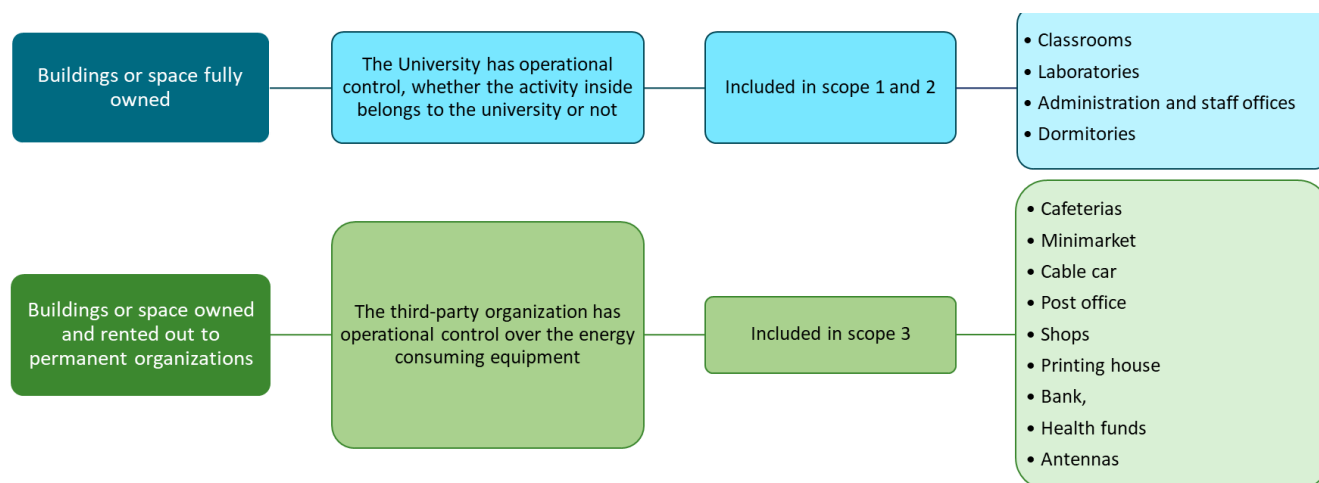 Buildings or space fully
owned
The University has operational
control, whether the activity inside
belongs to the university or not
Included in scope 1 and 2
• Classrooms
• Laboratories
• Administration and staff offices
• Dormitories
Buildings or space owned
and rented out to
permanent organizations
The third-party organization has
operational control over the energy
consuming equipment
Included in scope 3
• Cafeterias
• Minimarket
• Cable car
• Post office
• Shops
• Printing house
• Bank,
• Health funds
• Antennas